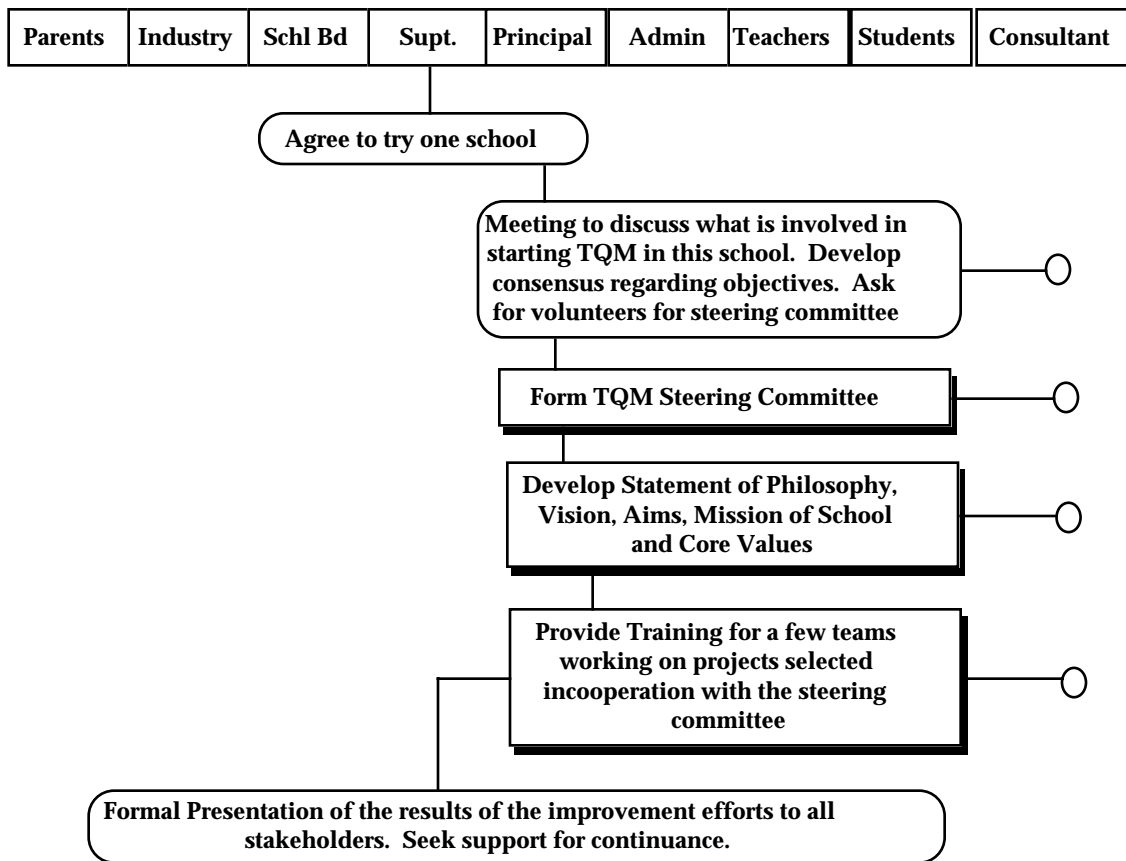 Parents Industry Schl Bd Supt. Principal Admin Teachers Students Consultant
Agree to try one school
Meeting to discuss what is involved in
starting TQM in this school. Develop
consensus regarding objectives. Ask
for volunteers for steering committee
Form TQM Steering Committee
Develop Statement of Philosophy,
Vision, Aims, Mission of School
and Core Values
Provide Training for a few teams
working on projects selected
incooperation with the steering
committee
Formal Presentation of the results of the improvement efforts to all
stakeholders. Seek support for continuance.